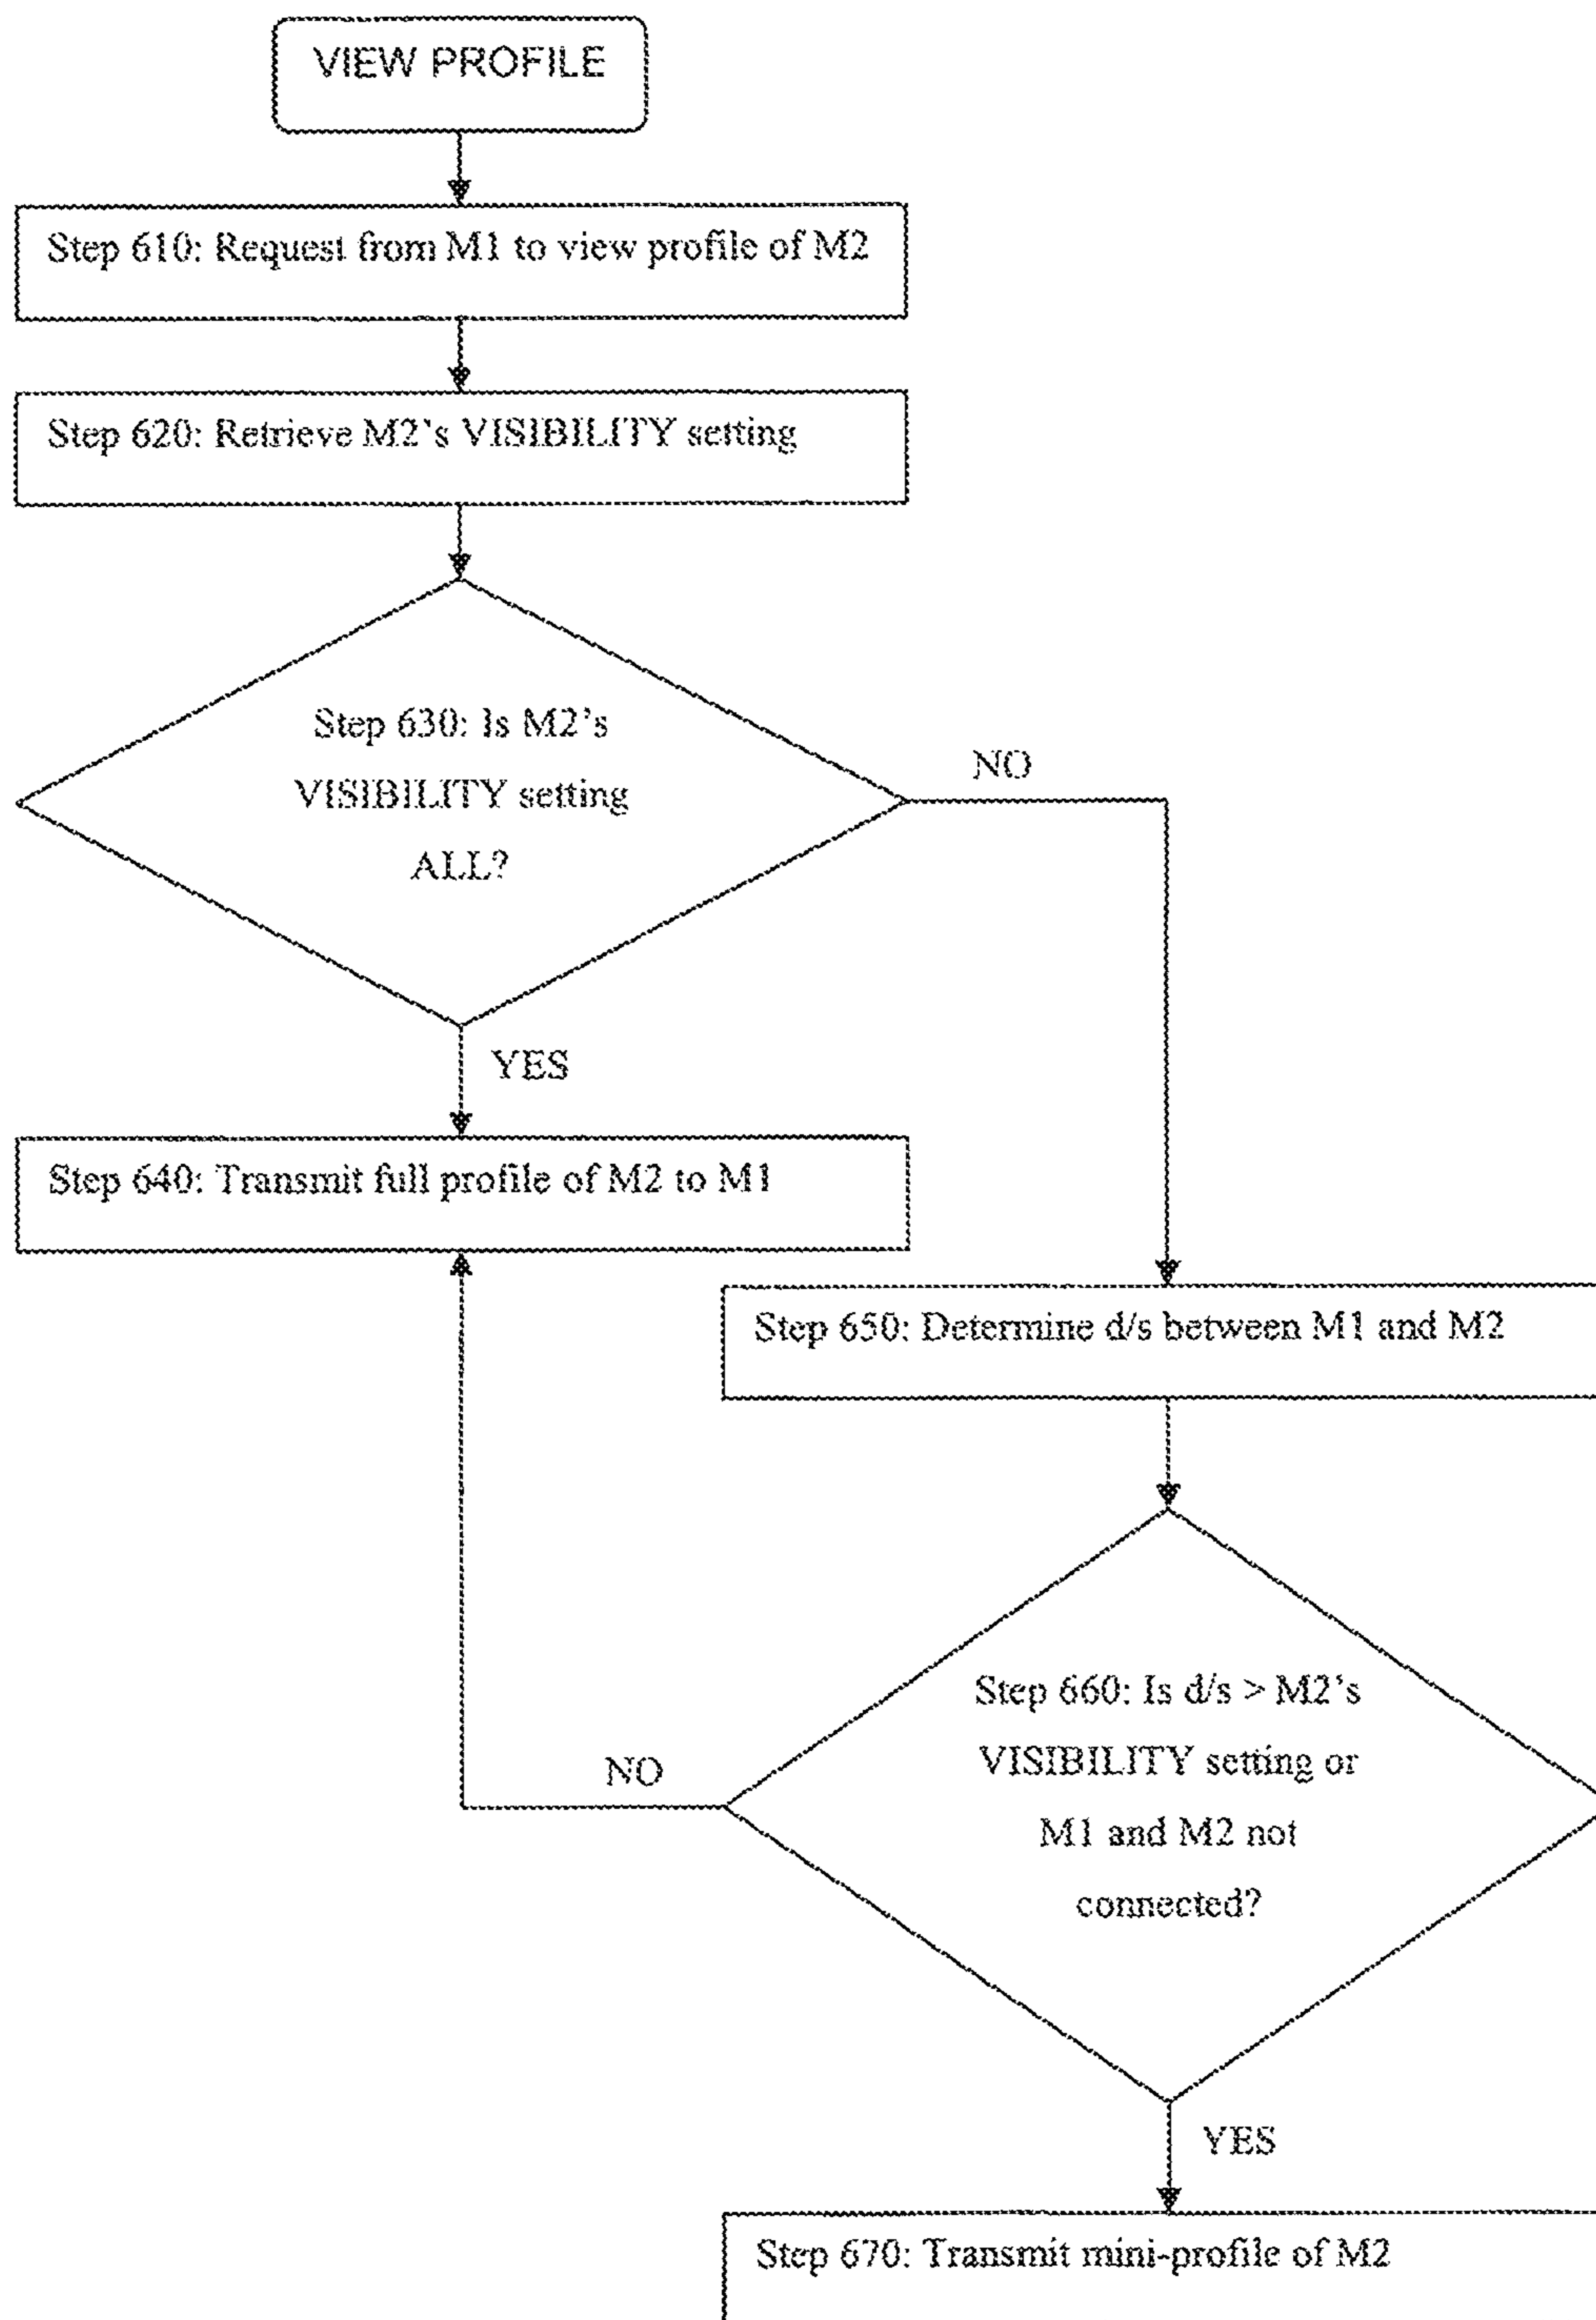 VIEW PROFILE
Step 610: Request from M1 to view profile of M2
Step 620: Retrieve M2's VISIBILITY setting
Step 630: Is M2's
VISIBILITY setting
ALL?
NO
YES
Step 640: Transmit full profile of M2 to M1
Step 650: Determine d/s between M1 and M2
Step 660: Is d/s > M2's
VISIBILITY setting or
M1 and M2 not
connected?
NO
YES
Step 670: Transmit mini-profile of M2